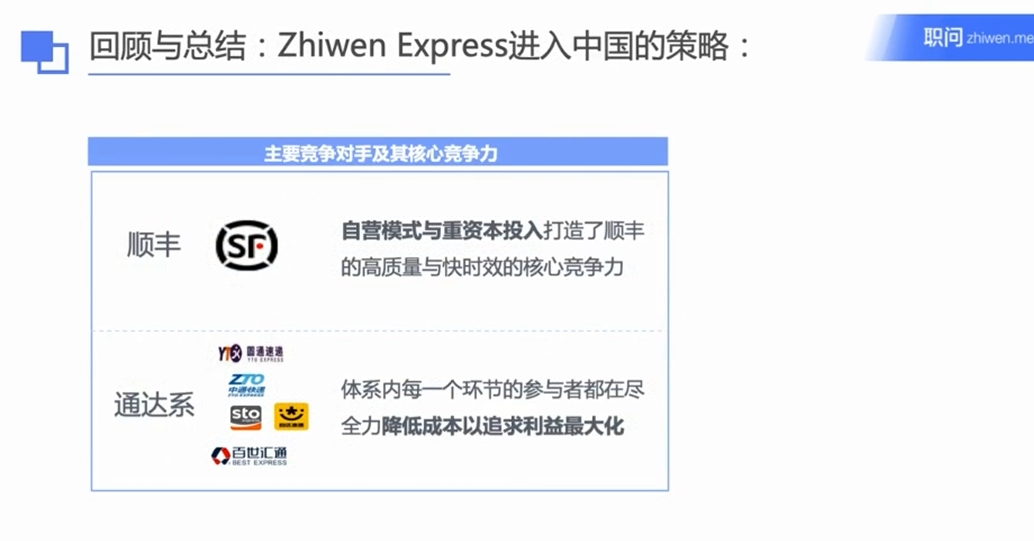 回顾与总结：Zhiwen Express进入中国的策略：
职问 zhiwen.me
主要竞争对手及其核心竞争力
顺丰
SF
自营模式与重资本投入打造了顺丰
的高质量与快时效的核心竞争力
通达系
YTO 圆通速递
YTO EXPRESS
ZTO
中通快递
ZTO EXPRESS
sto
百世汇通
BEST EXPRESS
体系内每一个环节的参与者都在尽
全力降低成本以追求利益最大化